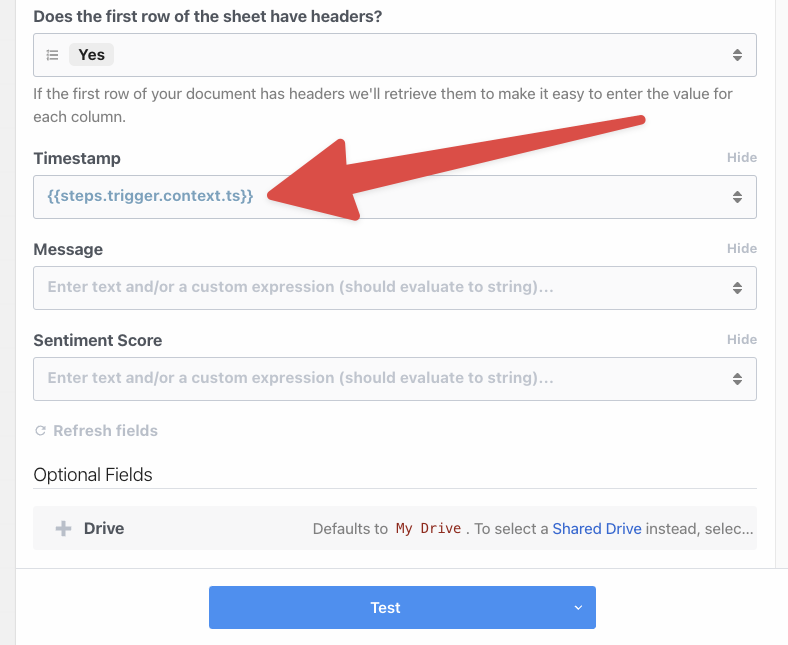 Does the first row of the sheet have headers?
Yes
If the first row of your document has headers we'll retrieve them to make it easy to enter the value for
each column.
Timestamp Hide
{{steps.trigger.context.ts}}
Message Hide
Enter text and/or a custom expression (should evaluate to string)...
Sentiment Score Hide
Enter text and/or a custom expression (should evaluate to string)...
Refresh fields
Optional Fields
Drive Defaults to My Drive . To select a Shared Drive instead, selec...
Test